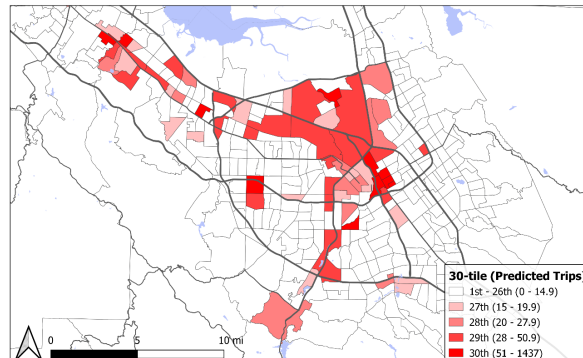 30-tile (Predicted Trips)
1st - 26th (0 - 14.9)
27th (15 - 19.9)
28th (20 - 27.9)
29th (28 - 50.9)
30th (51 - 1437)
0 5 10 mi